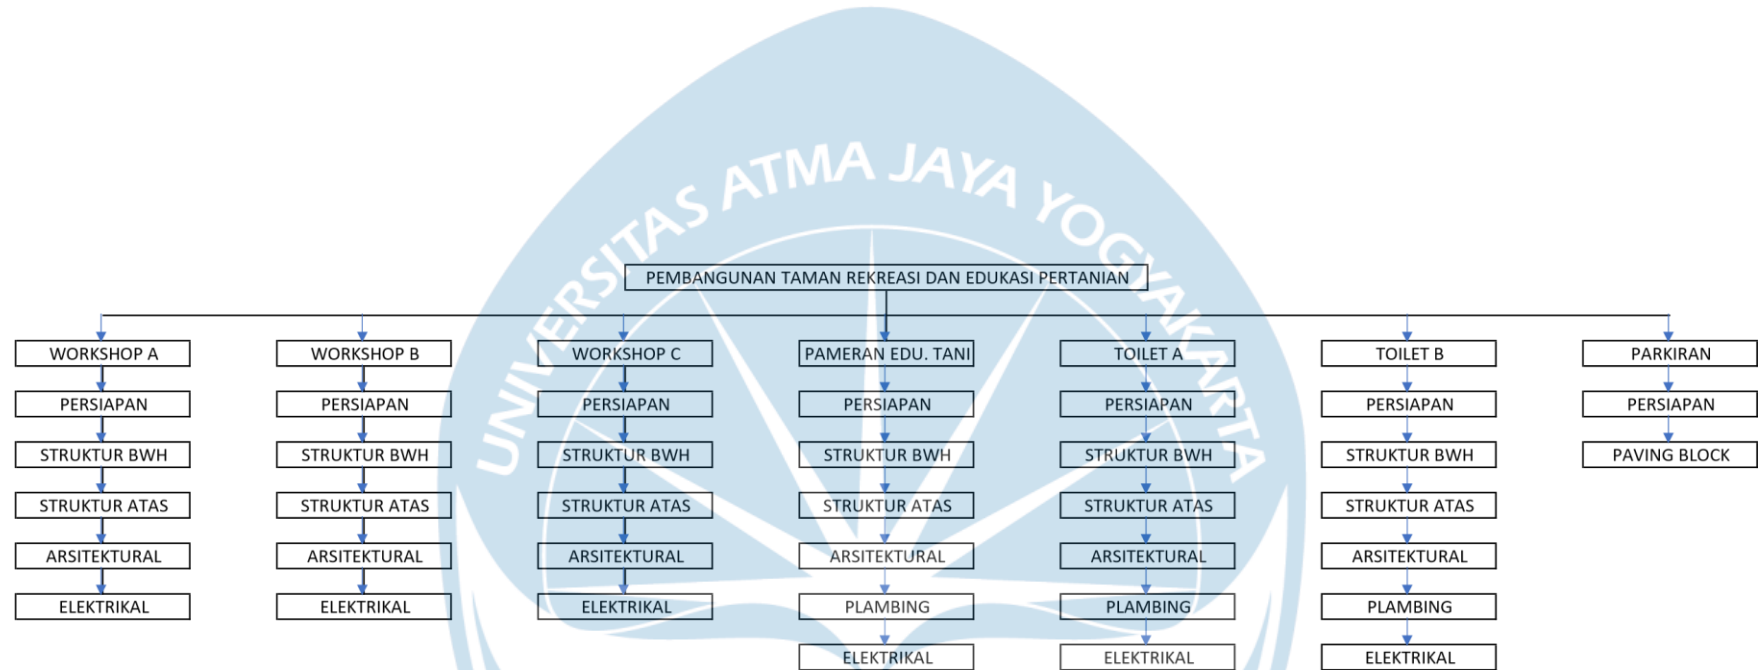 UNIVERSITAS ATMA JAYA YOGYAKARTA
PEMBANGUNAN TAMAN REKREASI DAN EDUKASI PERTANIAN
WORKSHOP A
PERSIAPAN
STRUKTUR BWH
STRUKTUR ATAS
ARSITEKTURAL
ELEKTRIKAL
WORKSHOP B
PERSIAPAN
STRUKTUR BWH
STRUKTUR ATAS
ARSITEKTURAL
ELEKTRIKAL
WORKSHOP C
PERSIAPAN
STRUKTUR BWH
STRUKTUR ATAS
ARSITEKTURAL
ELEKTRIKAL
PAMERAN EDU. TANI
PERSIAPAN
STRUKTUR BWH
STRUKTUR ATAS
ARSITEKTURAL
PLAMBING
ELEKTRIKAL
TOILET A
PERSIAPAN
STRUKTUR BWH
STRUKTUR ATAS
ARSITEKTURAL
PLAMBING
ELEKTRIKAL
TOILET B
PERSIAPAN
STRUKTUR BWH
STRUKTUR ATAS
ARSITEKTURAL
PLAMBING
ELEKTRIKAL
PARKIRAN
PERSIAPAN
PAVING BLOCK